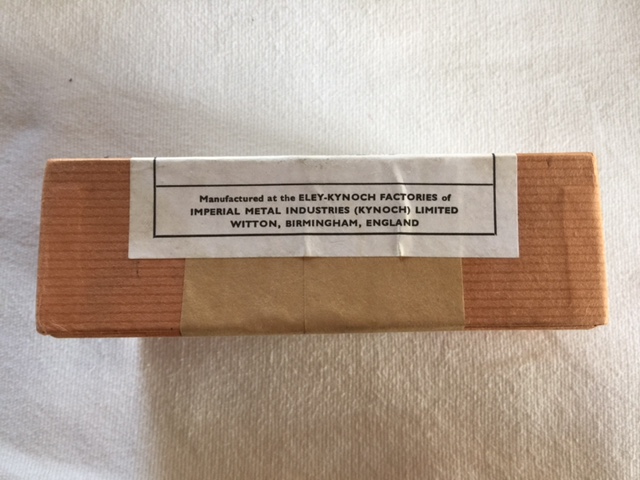 Manufactured at the ELEY-KYNOCH FACTORIES of
IMPERIAL METAL INDUSTRIES (KYNOCH) LIMITED
WITTON, BIRMINGHAM, ENGLAND